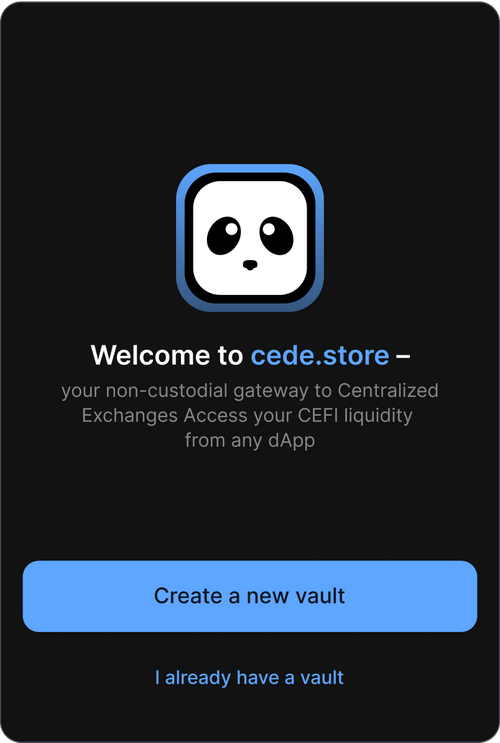 Welcome to cede.store –
your non-custodial gateway to Centralized
Exchanges Access your CEFI liquidity
from any dApp
Create a new vault
I already have a vault